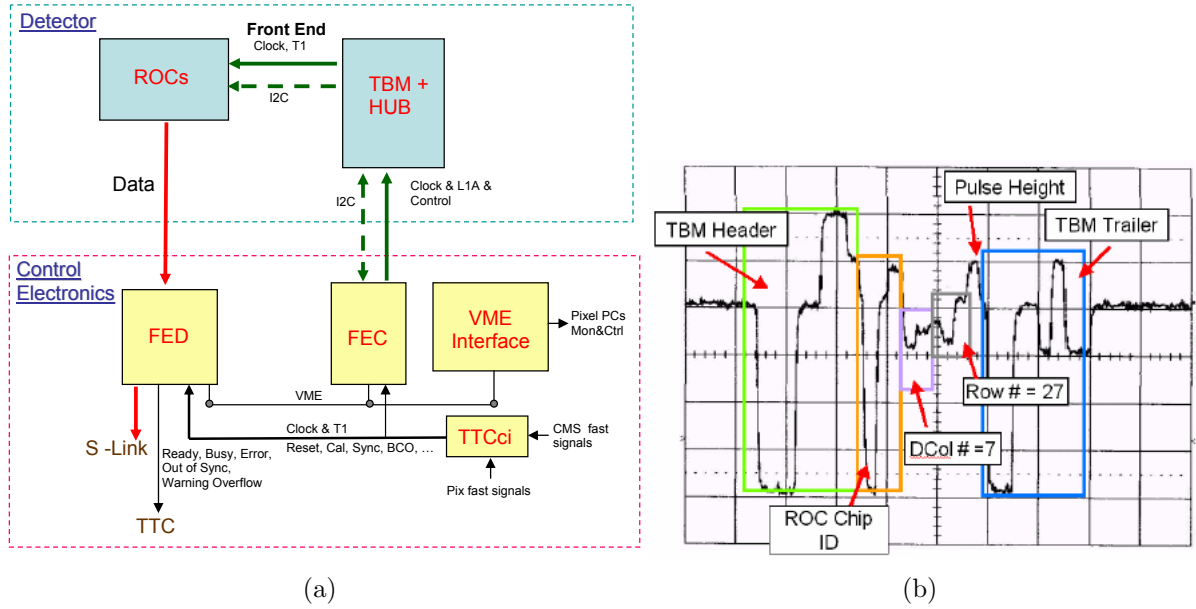 Detector
Front End
Clock, T1
ROCs
I2C
TBM +
HUB
Data
I2C
Clock & L1A &
Control
Control
Electronics
FED
FEC
VME
Interface
Pixel PCs
Mon&Ctrl
VME
Clock & T1
TTCci
CMS fast
signals
Reset, Cal, Sync, BCO, ...
S -Link
Ready, Busy, Error,
Out of Sync,
Warning Overflow
Pix fast signals
TTC
(a)
Pulse Height
TBM Header
TBM Trailer
Row # = 27
DCol # =7
ROC Chip
ID
(b)